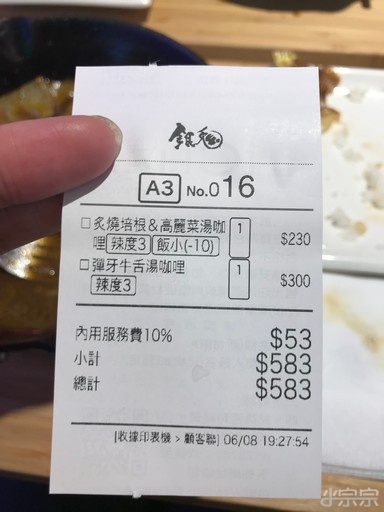 A3 No.016
□炙燒培根&高麗菜湯咖 1 $230
哩 辣度3 飯小(-10)
□彈牙牛舌湯咖哩 1 $300
辣度3
內用服務費10% $53
小計 $583
總計 $583
[收據印表機 > 顧客聯] 06/08 19:27:54
小宗宗